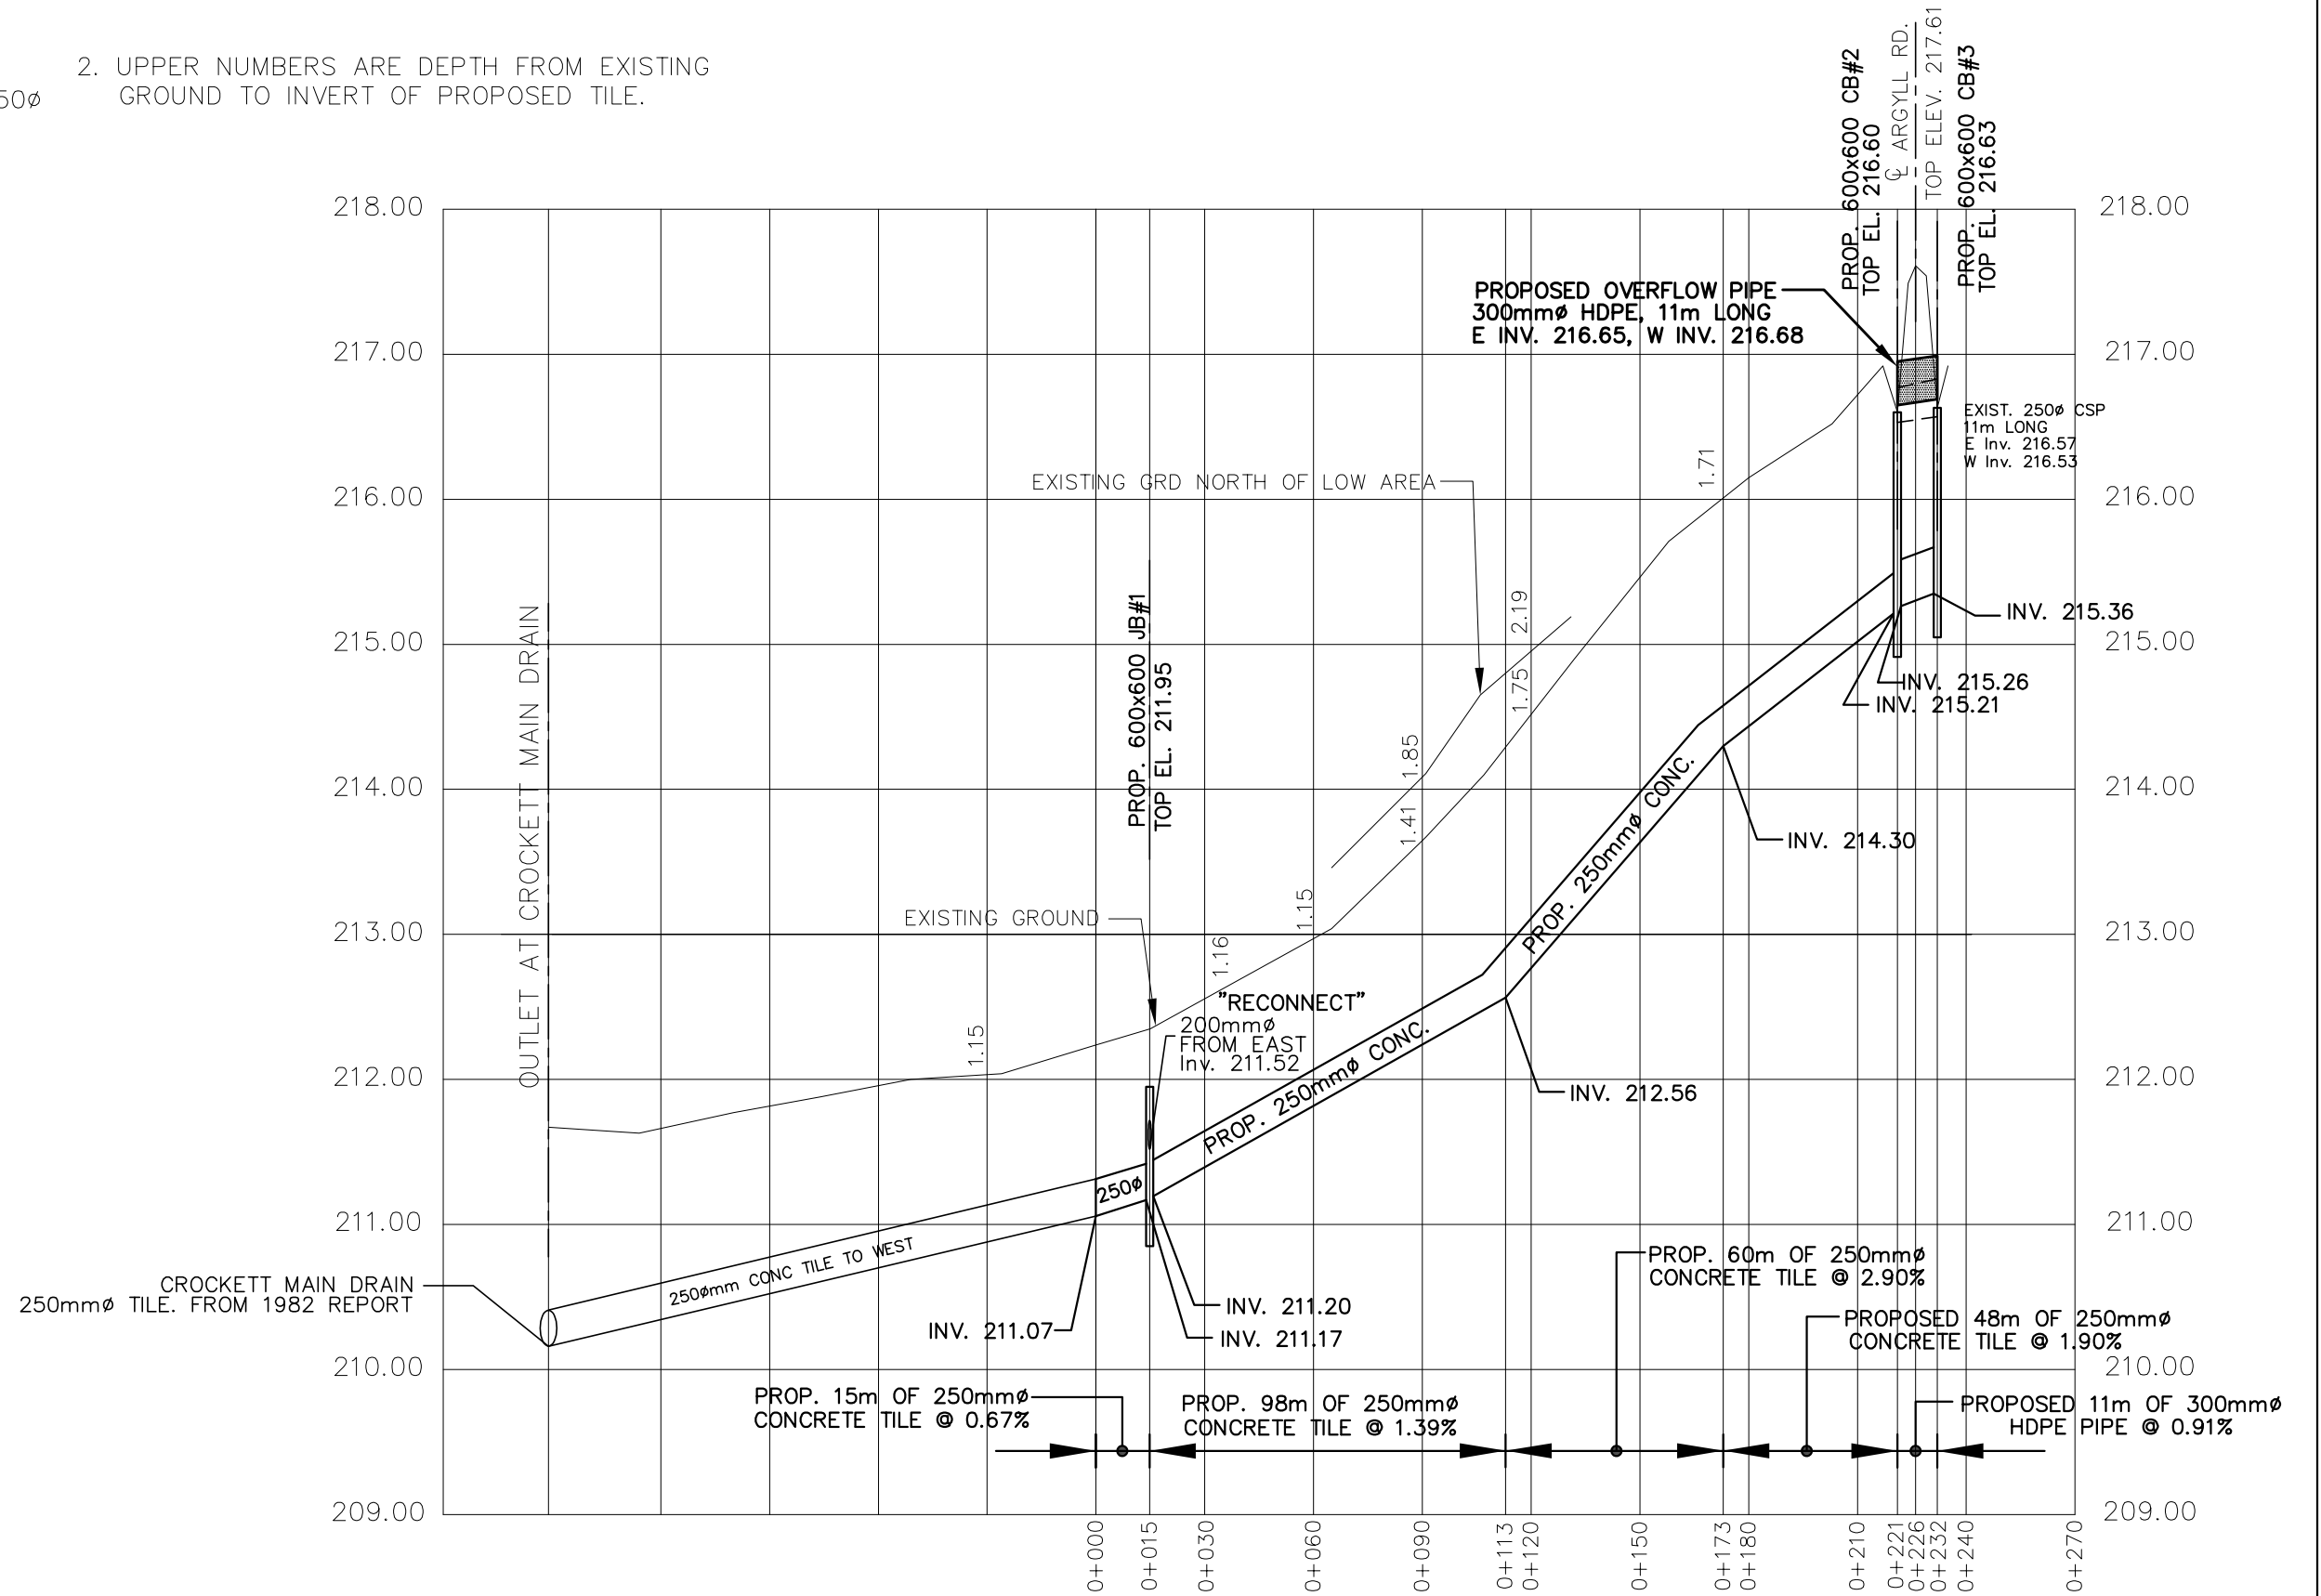 2. UPPER NUMBERS ARE DEPTH FROM EXISTING
GROUND TO INVERT OF PROPOSED TILE.
50ø
PROP. 600x600 CB#2
TOP EL. 216.60
℄ ARGYLL RD.
TOP ELEV. 217.61
PROP. 600x600 CB#3
TOP EL. 216.63
218.00
218.00
PROPOSED OVERFLOW PIPE
300mmø HDPE, 11m LONG
E INV. 216.65, W INV. 216.68
217.00
217.00
EXIST. 250ø CSP
11m LONG
E Inv. 216.57
W Inv. 216.53
1.71
EXISTING GRD NORTH OF LOW AREA
216.00
216.00
2.19
1.75
INV. 215.36
215.00
215.00
INV. 215.26
INV. 215.21
OUTLET AT CROCKETT MAIN DRAIN
PROP. 600x600 JB#1
TOP EL. 211.95
1.85
1.41
214.00
214.00
PROP. 250mmø CONC.
INV. 214.30
1.15
EXISTING GROUND
213.00
213.00
1.16
"RECONNECT"
200mmø
FROM EAST
Inv. 211.52
1.15
212.00
212.00
PROP. 250mmø CONC.
INV. 212.56
250ø
211.00
211.00
250ømm CONC TILE TO WEST
CROCKETT MAIN DRAIN
250mmø TILE. FROM 1982 REPORT
INV. 211.07
INV. 211.20
INV. 211.17
PROP. 60m OF 250mmø
CONCRETE TILE @ 2.90%
PROPOSED 48m OF 250mmø
CONCRETE TILE @ 1.90%
210.00
210.00
PROP. 15m OF 250mmø
CONCRETE TILE @ 0.67%
PROP. 98m OF 250mmø
CONCRETE TILE @ 1.39%
PROPOSED 11m OF 300mmø
HDPE PIPE @ 0.91%
209.00
209.00
0+000
0+015
0+030
0+060
0+090
0+113
0+120
0+150
0+173
0+180
0+210
0+221
0+226
0+232
0+240
0+270